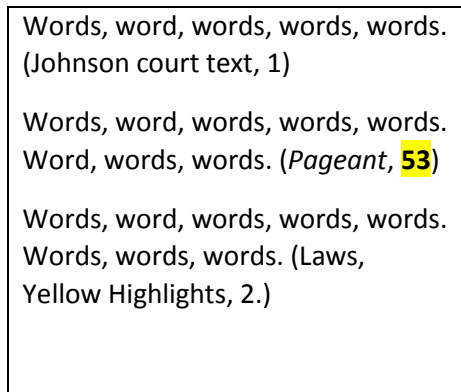 Words, word, words, words, words.
(Johnson court text, 1)
Words, word, words, words, words.
Word, words, words. (Pageant, 53)
Words, word, words, words, words.
Words, words, words. (Laws,
Yellow Highlights, 2.)